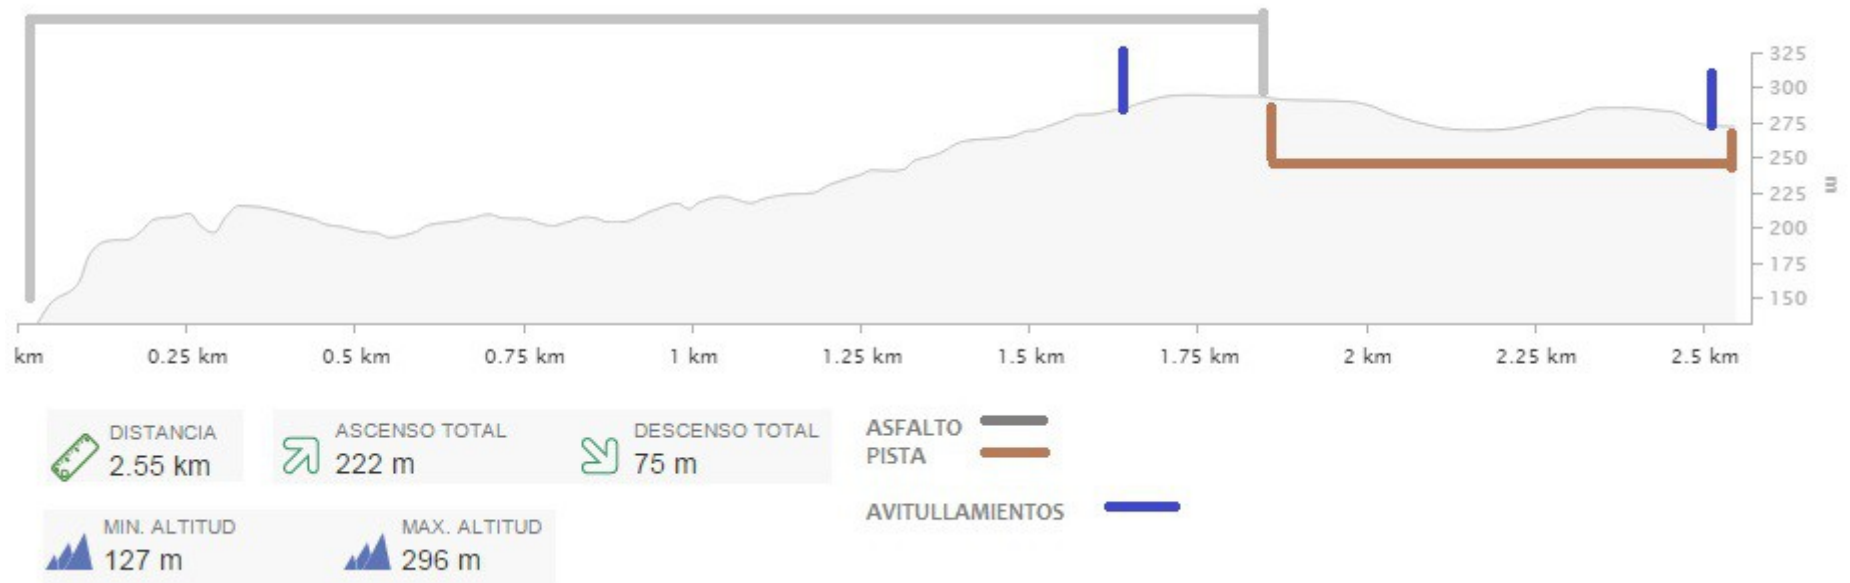 325
300
275
250
225
200
175
150
m
km 0.25 km 0.5 km 0.75 km 1 km 1.25 km 1.5 km 1.75 km 2 km 2.25 km 2.5 km
DISTANCIA
2.55 km
ASCENSO TOTAL
222 m
DESCENSO TOTAL
75 m
ASFALTO
PISTA
AVITULLAMIENTOS
MIN. ALTITUD
127 m
MAX. ALTITUD
296 m